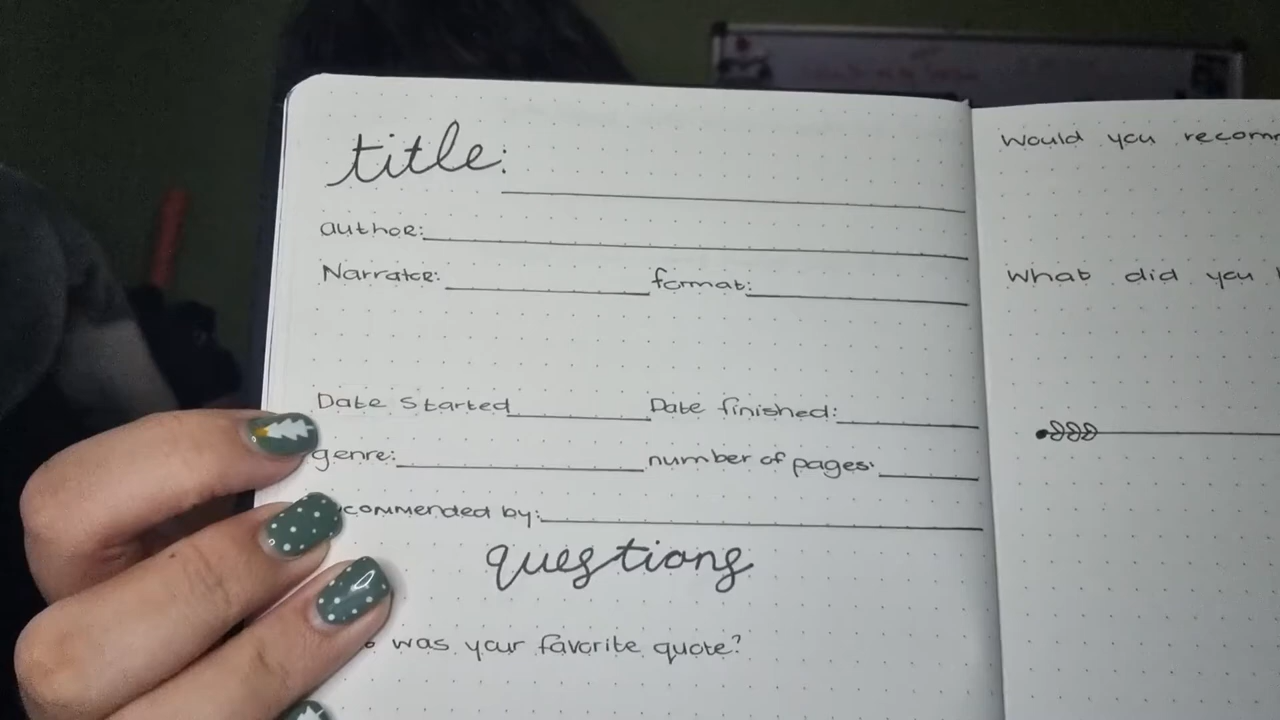 title:
author:
Narrator: format:
Date Started Date finished:
genre: number of pages:
commended by:
questions
was your favorite quote?
Would you recomm
What did you